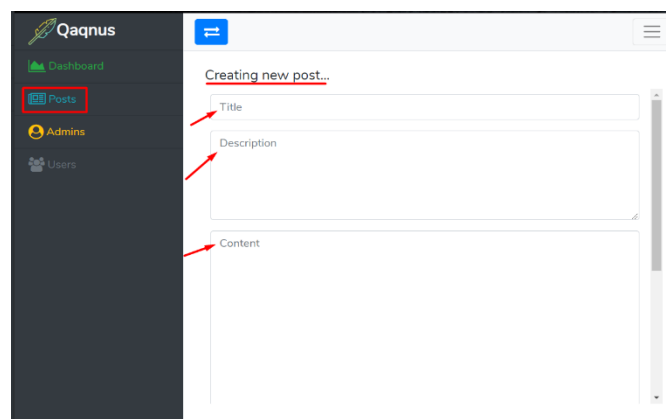 Qaqnus
Dashboard
Posts
Admins
Users
Creating new post...
Title
Description
Content